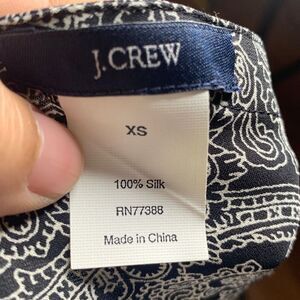 J.CREW
XS
100% Silk
RN77388
Made in China